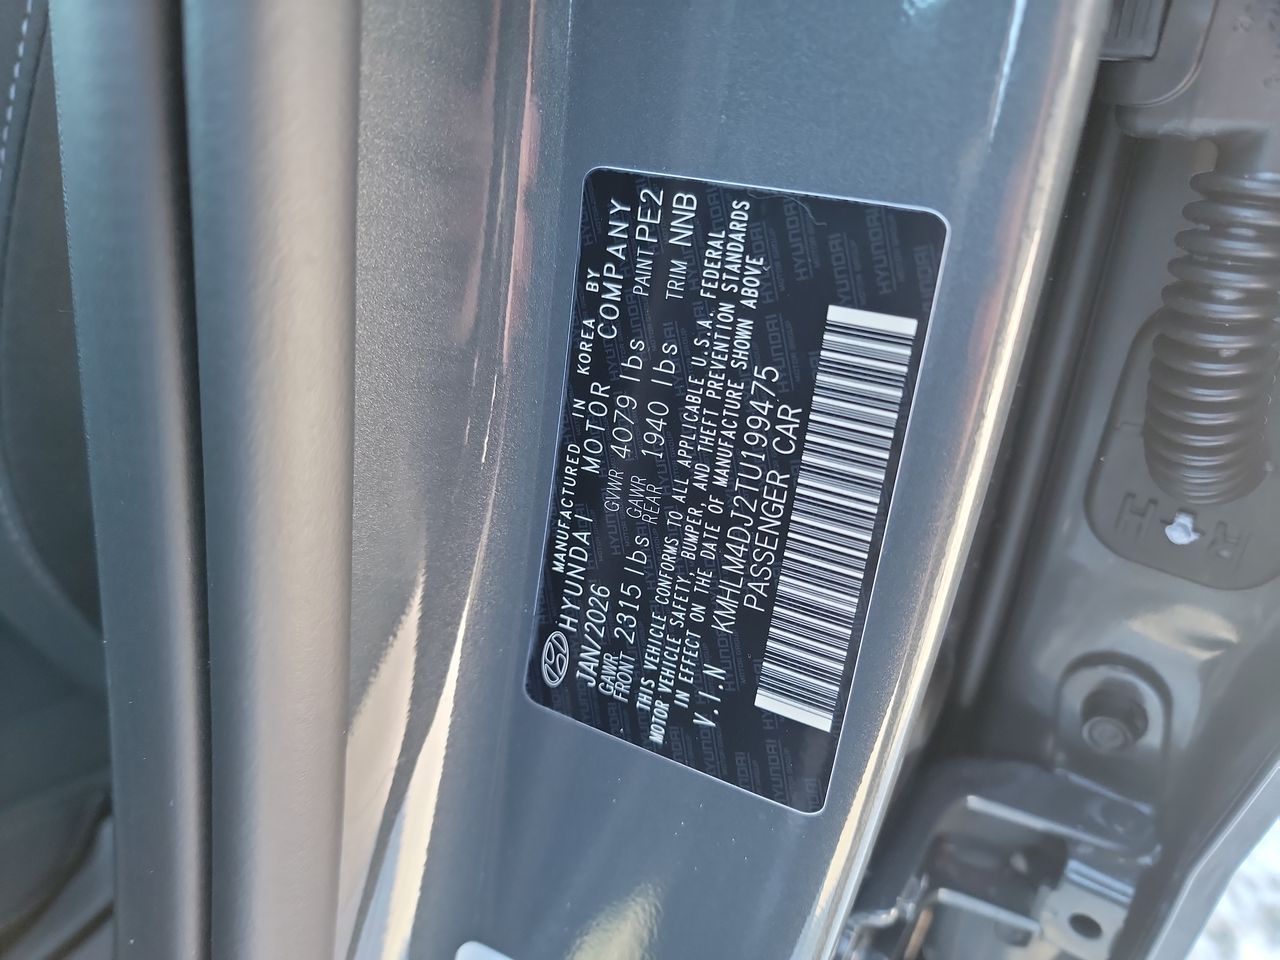 MANUFACTURED IN KOREA BY
HYUNDAI MOTOR COMPANY
JAN/2026 GVWR 4079 lbs PAINT PE2
GAWR FRONT 2315 lbs GAWR REAR 1940 lbs TRIM NNB
THIS VEHICLE CONFORMS TO ALL APPLICABLE U.S.A. FEDERAL
MOTOR VEHICLE SAFETY, BUMPER, AND THEFT PREVENTION STANDARDS
IN EFFECT ON THE DATE OF MANUFACTURE SHOWN ABOVE
V.I.N KMHLM4DJ2TU199475
PASSENGER CAR
R H